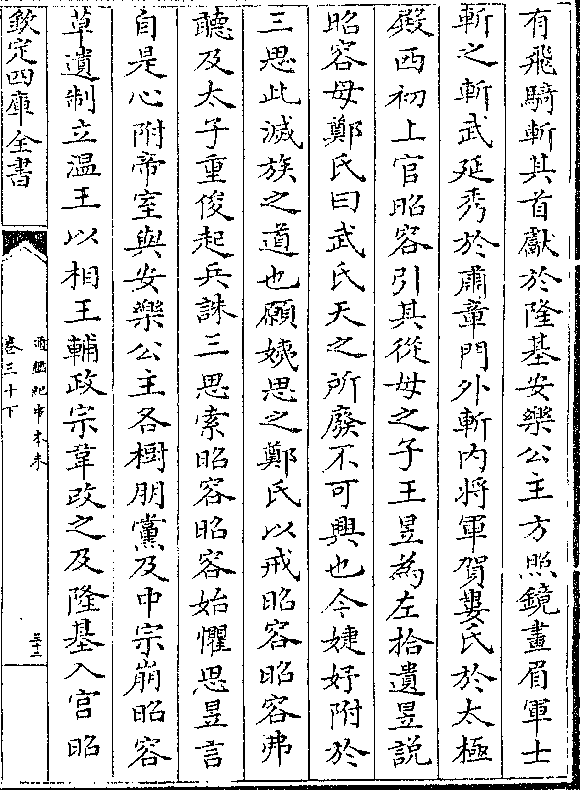 有飛騎斬其首獻於隆基安樂公主方照鏡畫眉軍士
斬之斬武延秀於肅章門外斬内將軍賀婁氏於太極
殿西初上官昭容引其從母之子王昱為左拾遺昱説
昭容母鄭氏曰武氏天之所廢不可興也今婕妤附於
三思此滅族之道也願姨思之鄭氏以戒昭容昭容弗
聽及太子重俊起兵誅三思索昭容昭容始懼思昱言
自是心附帝室與安樂公主各樹朋黨及中宗崩昭容
草遺制立温王以相王輔政宗韋改之及隆基入宫昭
欽定四庫全書
通鑑紀事本末
卷三十下
三十二